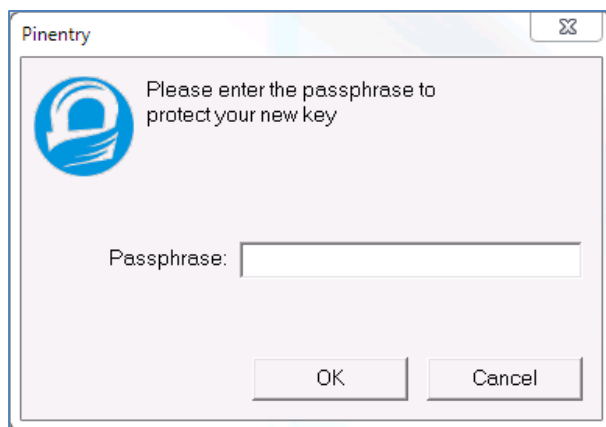 Pinentry
Please enter the passphrase to
protect your new key
Passphrase:
OK
Cancel